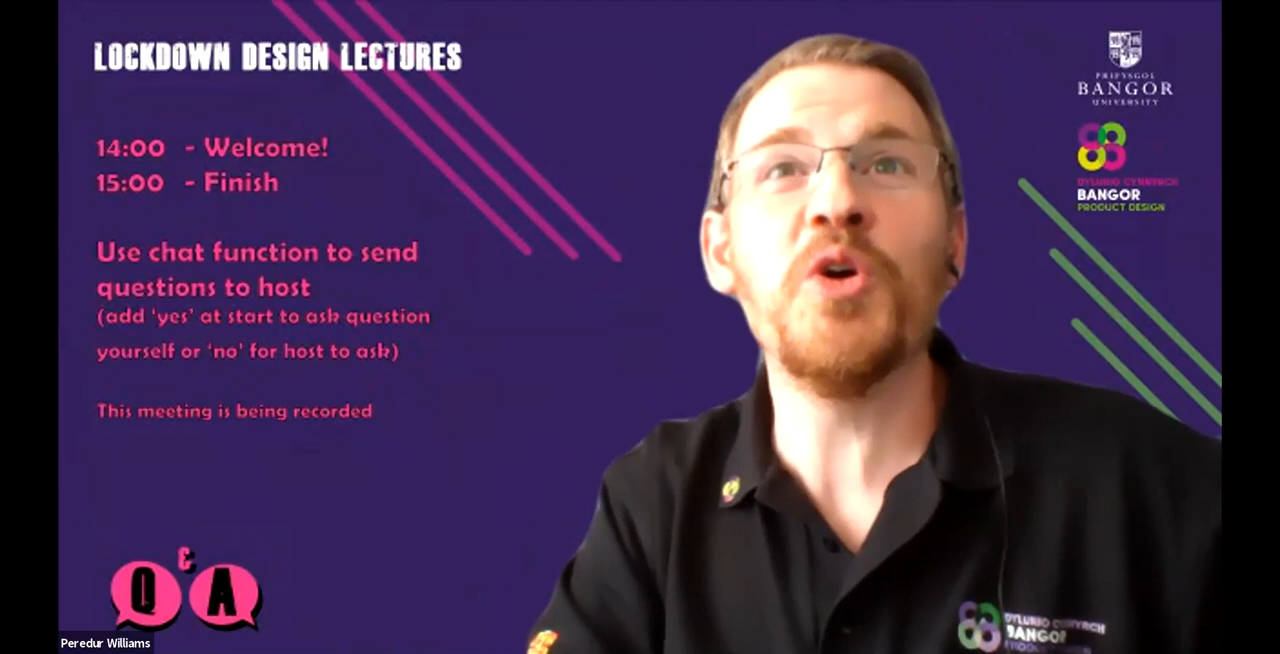 LOCKDOWN DESIGN LECTURES
14:00 - Welcome!
15:00 - Finish
Use chat function to send
questions to host
(add ‘yes’ at start to ask question
yourself or ‘no’ for host to ask)
This meeting is being recorded
Q & A
Peredur Williams
PRIFYSGOL
BANGOR
UNIVERSITY
DYLUNIO CYNNYRCH
BANGOR
PRODUCT DESIGN
DYLUNIO CYNNYRCH
BANGOR
PRODUCT DESIGN